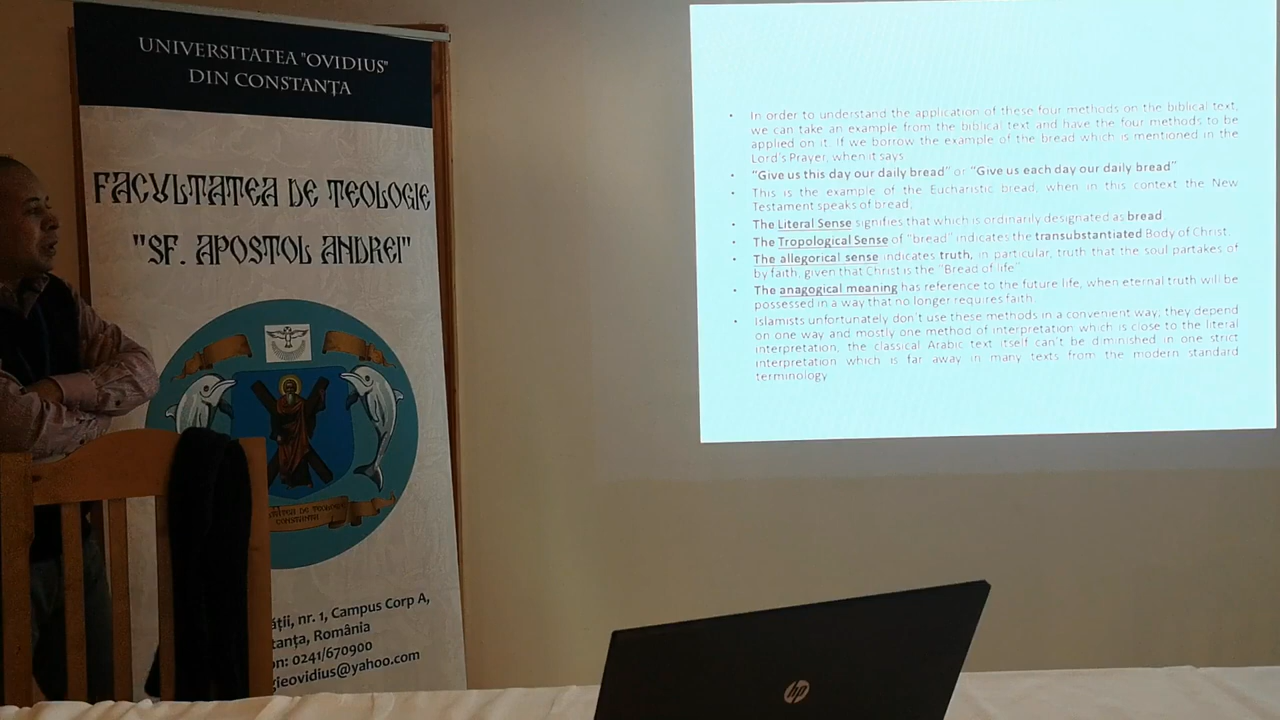 UNIVERSITATEA "OVIDIUS"
DIN CONSTANȚA
FACULTATEA DE TEOLOGIE
"SF. APOSTOL ANDREI"
DE TEOLOGIE
CONSTANȚA
nr. 1, Campus Corp A,
România
0241/670900
gieovidius@yahoo.com
• In order to understand the application of these four methods on the biblical text,
we can take an example from the biblical text and have the four methods to be
applied on it. If we borrow the example of the bread which is mentioned in the
Lord's Prayer, when it says
• "Give us this day our daily bread" or "Give us each day our daily bread"
• This is the example of the Eucharistic bread, when in this context the New
Testament speaks of bread;
• The Literal Sense signifies that which is ordinarily designated as bread
• The Tropological Sense of "bread" indicates the transubstantiated Body of Christ.
• The allegorical sense indicates truth, in particular, truth that the soul partakes of
by faith, given that Christ is the "Bread of life"
• The anagogical meaning has reference to the future life, when eternal truth will be
possessed in a way that no longer requires faith.
• Islamists unfortunately don't use these methods in a convenient way, they depend
on one way and mostly one method of interpretation which is close to the literal
interpretation, the classical Arabic text itself can't be diminished in one strict
interpretation which is far away in many texts from the modern standard
terminology
hp